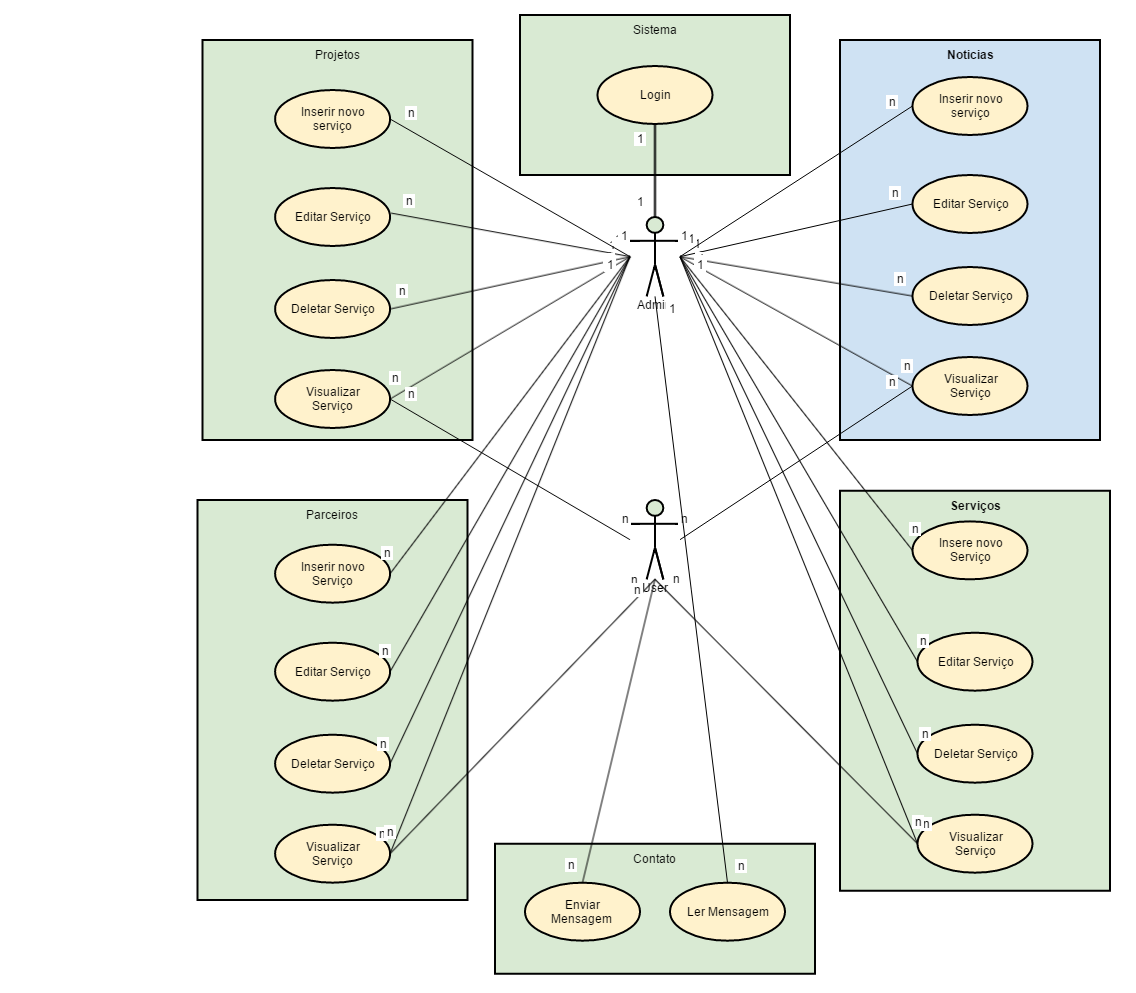 Sistema
Login
1
1
Projetos
Inserir novo
serviço
n
Editar Serviço
n
Deletar Serviço
n
Visualizar
Serviço
n
n
Noticias
Inserir novo
serviço
n
Editar Serviço
n
Deletar Serviço
n
Visualizar
Serviço
n
n
1
1
1
1
1
1
1
Admi
1
Parceiros
Inserir novo
Serviço
n
Editar Serviço
n
Deletar Serviço
n
Visualizar
Serviço
n
n
n
n
n
n
n
User
Serviços
Insere novo
Serviço
n
Editar Serviço
n
Deletar Serviço
n
Visualizar
Serviço
n
n
Contato
n
n
Enviar
Mensagem
Ler Mensagem